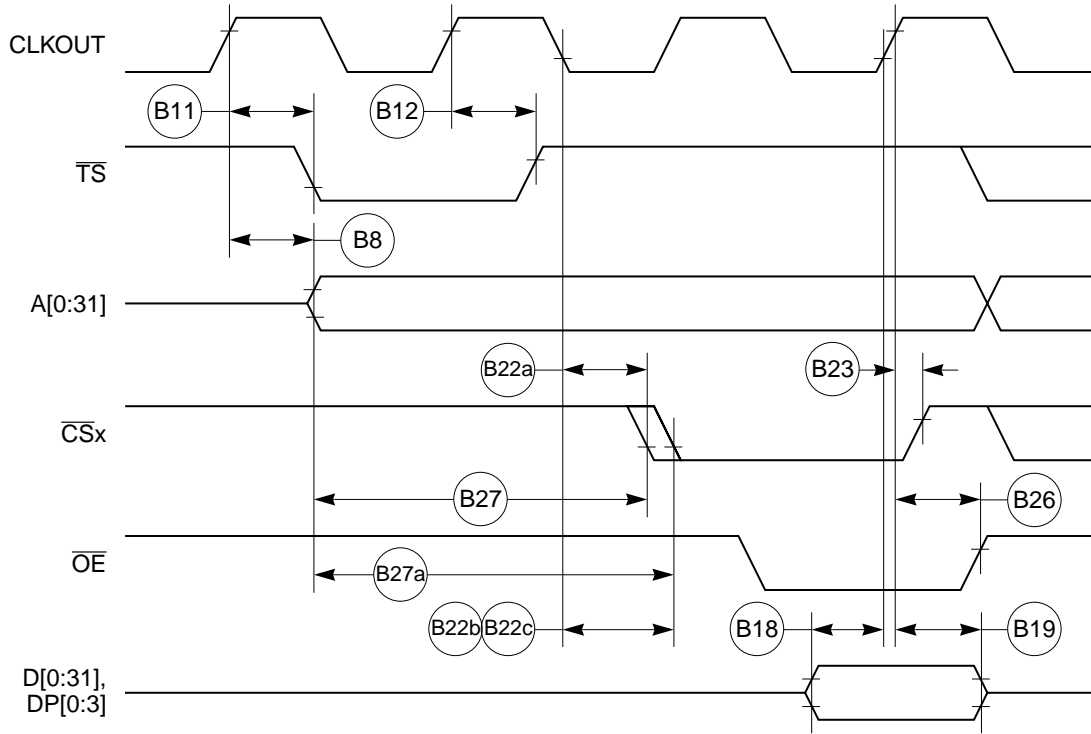 CLKOUT
B11
B12
TS
B8
A[0:31]
B22a
B23
CSx
B27
B26
OE
B27a
B22b
B22c
B18
B19
D[0:31],
DP[0:3]